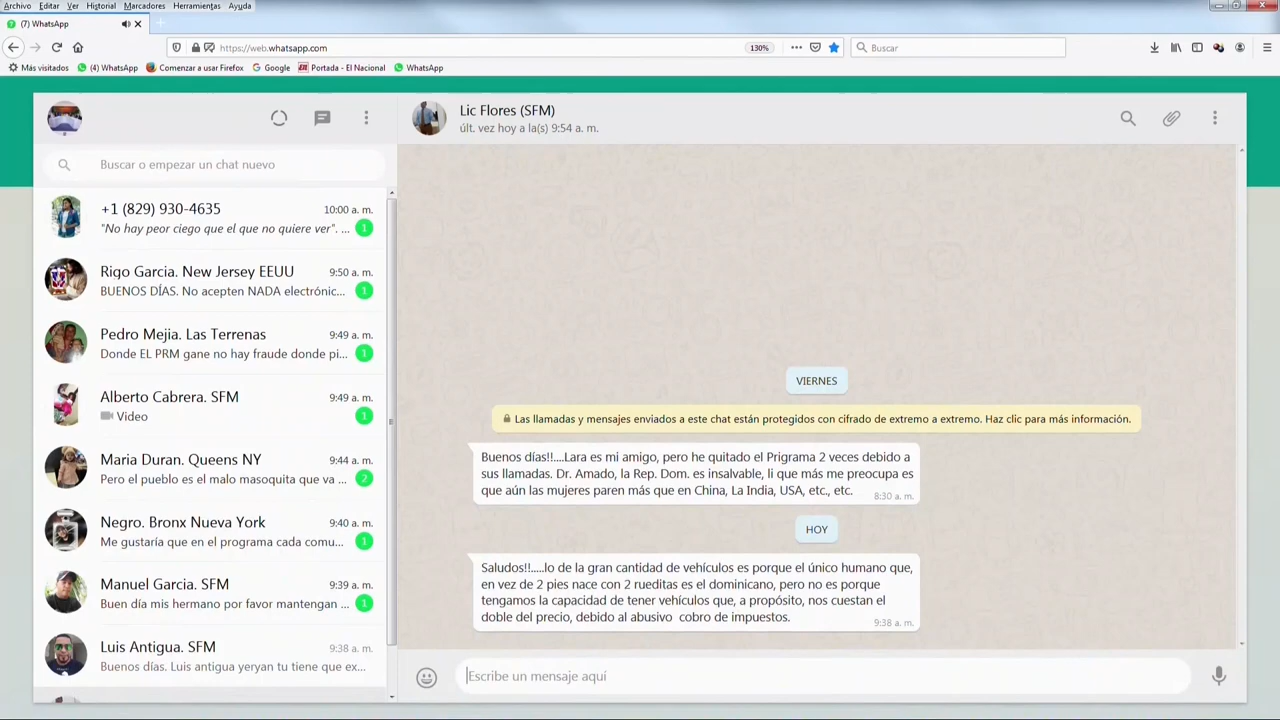 Archivo Editar Ver Historial Marcadores Herramientas Ayuda
(7) WhatsApp
https://web.whatsapp.com
130%
Buscar
Más visitados
(4) WhatsApp
Comenzar a usar Firefox
Google
Portada - El Nacional
WhatsApp
Buscar o empezar un chat nuevo
+1 (829) 930-4635
10:00 a. m.
"No hay peor ciego que el que no quiere ver". ...
1
Rigo Garcia. New Jersey EEUU
9:50 a. m.
BUENOS DÍAS. No acepten NADA electrónic...
1
Pedro Mejia. Las Terrenas
9:49 a. m.
Donde EL PRM gane no hay fraude donde pi...
1
Alberto Cabrera. SFM
9:49 a. m.
Video
1
Maria Duran. Queens NY
9:44 a. m.
Pero el pueblo es el malo masoquita que va ...
2
Negro. Bronx Nueva York
9:40 a. m.
Me gustaría que en el programa cada comu...
1
Manuel Garcia. SFM
9:39 a. m.
Buen día mis hermano por favor mantengan ...
1
Luis Antigua. SFM
9:38 a. m.
Buenos días. Luis antigua yeryan tu tiene que ex...
Lic Flores (SFM)
últ. vez hoy a la(s) 9:54 a. m.
VIERNES
Las llamadas y mensajes enviados a este chat están protegidos con cifrado de extremo a extremo. Haz clic para más información.
Buenos días!!....Lara es mi amigo, pero he quitado el Prigrama 2 veces debido a
sus llamadas. Dr. Amado, la Rep. Dom. es insalvable, li que más me preocupa es
que aún las mujeres paren más que en China, La India, USA, etc., etc.
8:30 a. m.
HOY
Saludos!!.....lo de la gran cantidad de vehículos es porque el único humano que,
en vez de 2 pies nace con 2 rueditas es el dominicano, pero no es porque
tengamos la capacidad de tener vehículos que, a propósito, nos cuestan el
doble del precio, debido al abusivo cobro de impuestos.
9:38 a. m.
Escribe un mensaje aquí